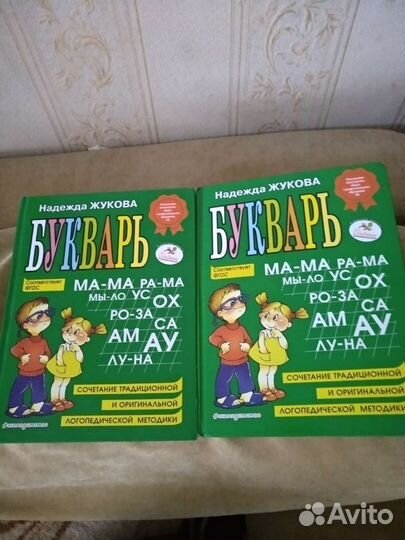 Надежда ЖУКОВА
БУКВАРЬ
Соответствует
ФГОС
МА-МА РА-МА
МЫ-ЛО УС
ОХ
РО-ЗА
СА
АМ АУ
ЛУ-НА
СОЧЕТАНИЕ ТРАДИЦИОННОЙ
И ОРИГИНАЛЬНОЙ
ЛОГОПЕДИЧЕСКОЙ МЕТОДИКИ
#эксмодетство
Надежда ЖУКОВА
БУКВАРЬ
Соответствует
ФГОС
МА-МА РА-МА
МЫ-ЛО УС
ОХ
РО-ЗА
СА
АМ АУ
ЛУ-НА
СОЧЕТАНИЕ ТРАДИЦИОННОЙ
И ОРИГИНАЛЬНОЙ
ЛОГОПЕДИЧЕСКОЙ МЕТОДИКИ
#эксмодетство
Avito